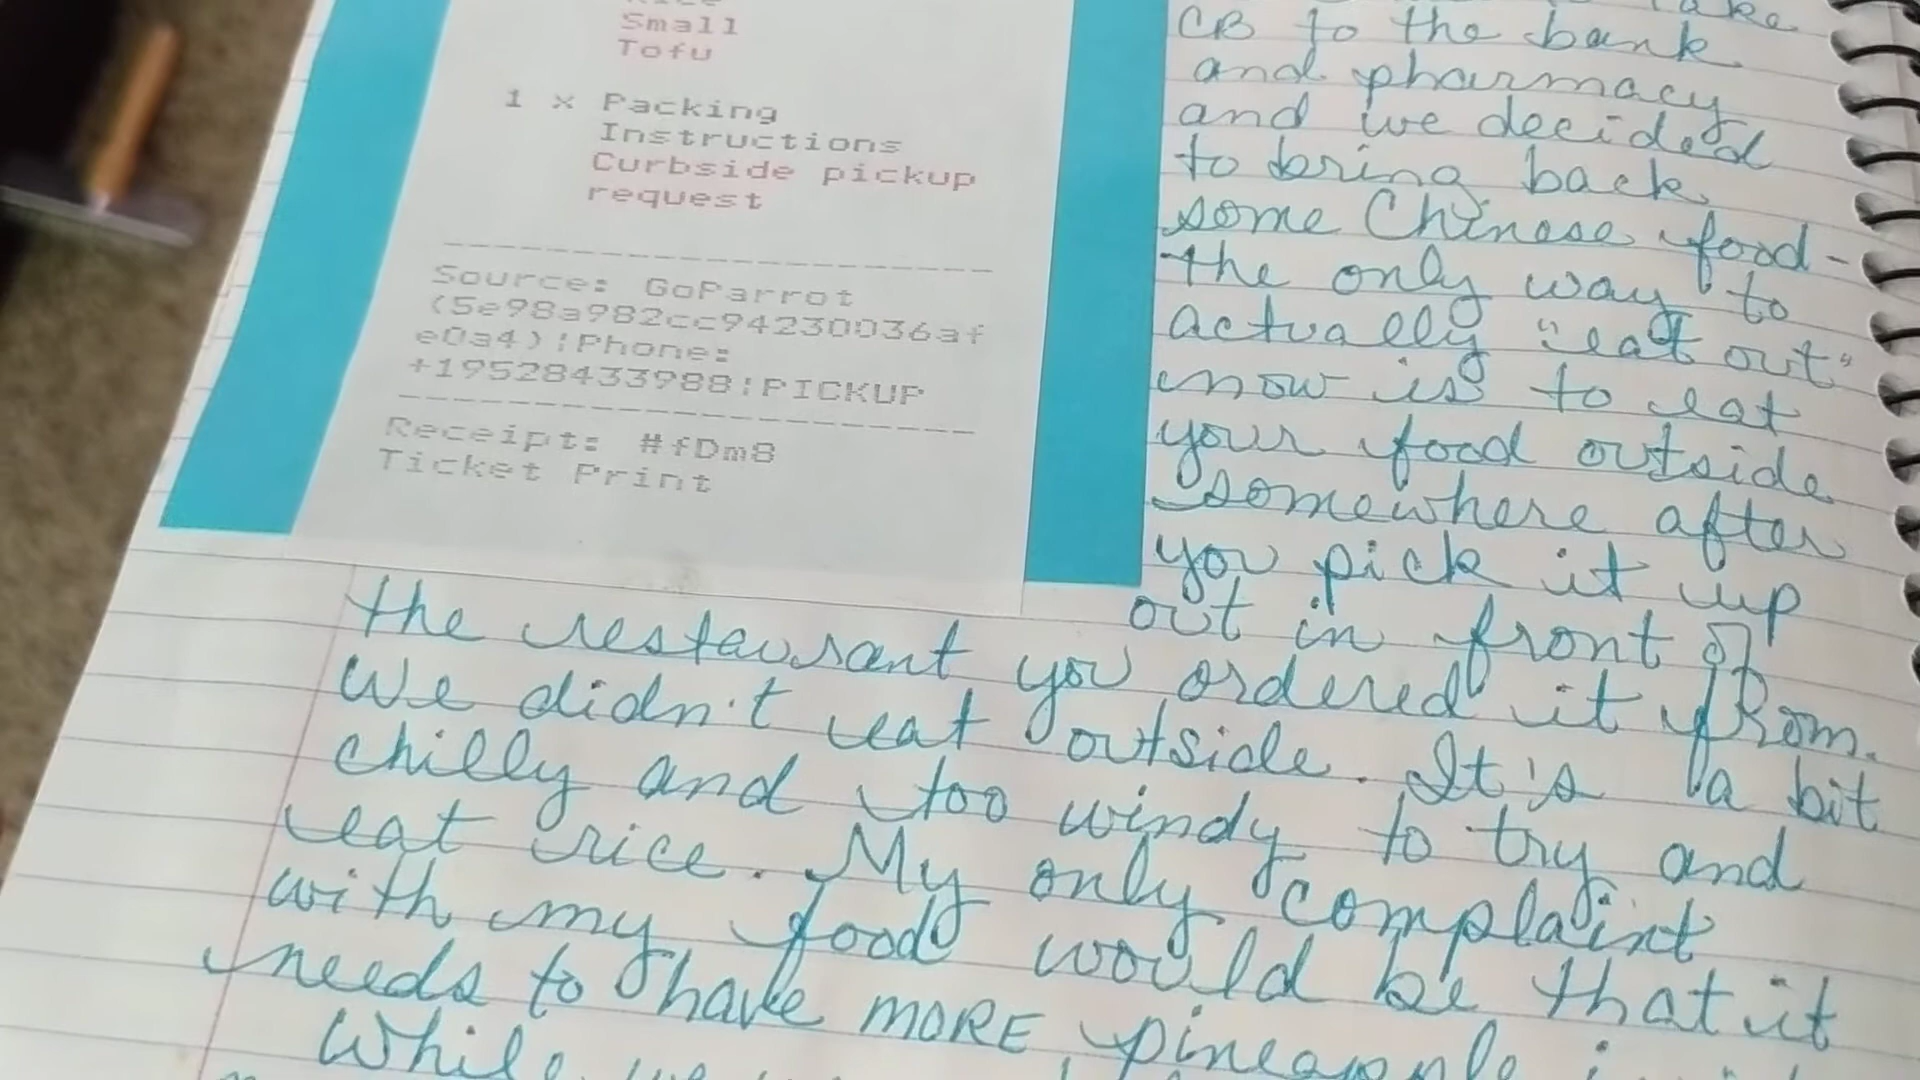 Small
Tofu
1 x Packing
Instructions
Curbside pickup
request
Source: GoParrot
(5e98a982cc94230036af
e0a4)|Phone:
+19528433988|PICKUP
Receipt: #fDm8
Ticket Print
CB to the bank
and pharmacy
and we decided
to bring back
some Chinese food-
the only way to
actually "eat out"
now is to eat
your food outside
somewhere after
you pick it up
out in front of
the restaurant you ordered it from.
We didn't eat outside. It's a bit
chilly and too windy to try and
eat rice. My only complaint
with my food would be that it
needs to have MORE pineapple
While we